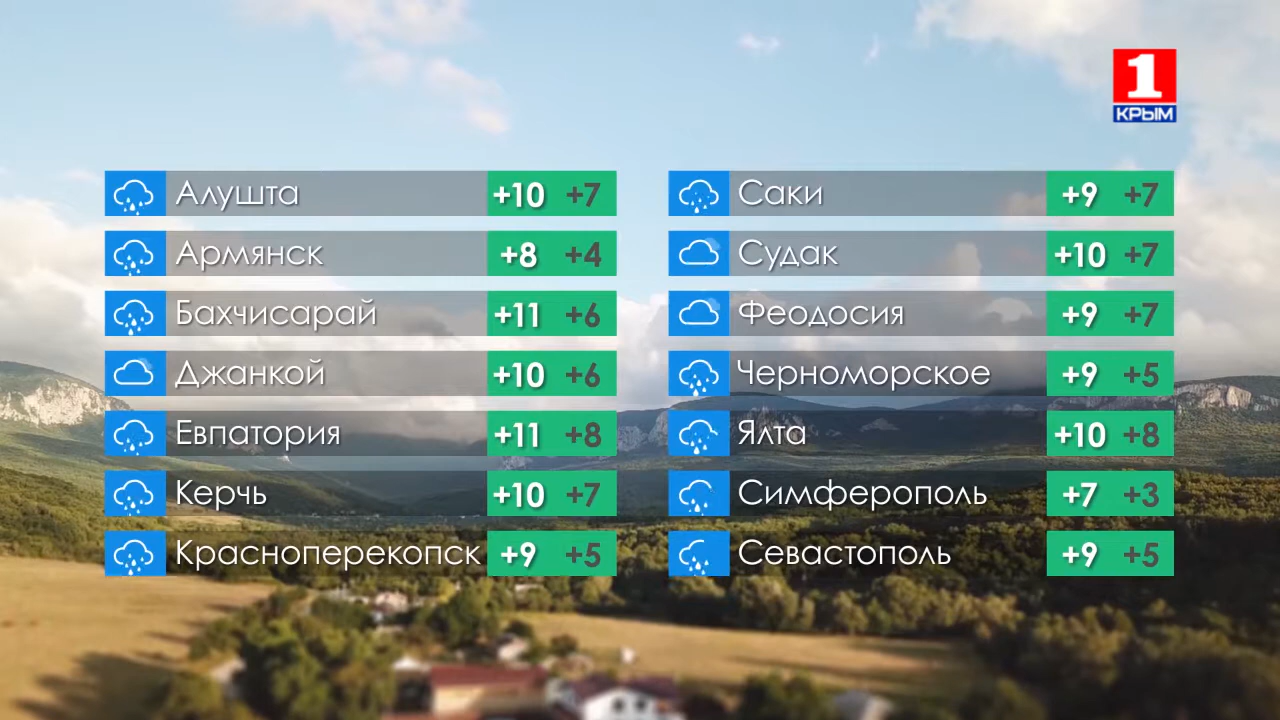 1
КРЫМ
Алушта +10 +7
Армянск +8 +4
Бахчисарай +11 +6
Джанкой +10 +6
Евпатория +11 +8
Керчь +10 +7
Красноперекопск +9 +5
Саки +9 +7
Судак +10 +7
Феодосия +9 +7
Черноморское +9 +5
Ялта +10 +8
Симферополь +7 +3
Севастополь +9 +5